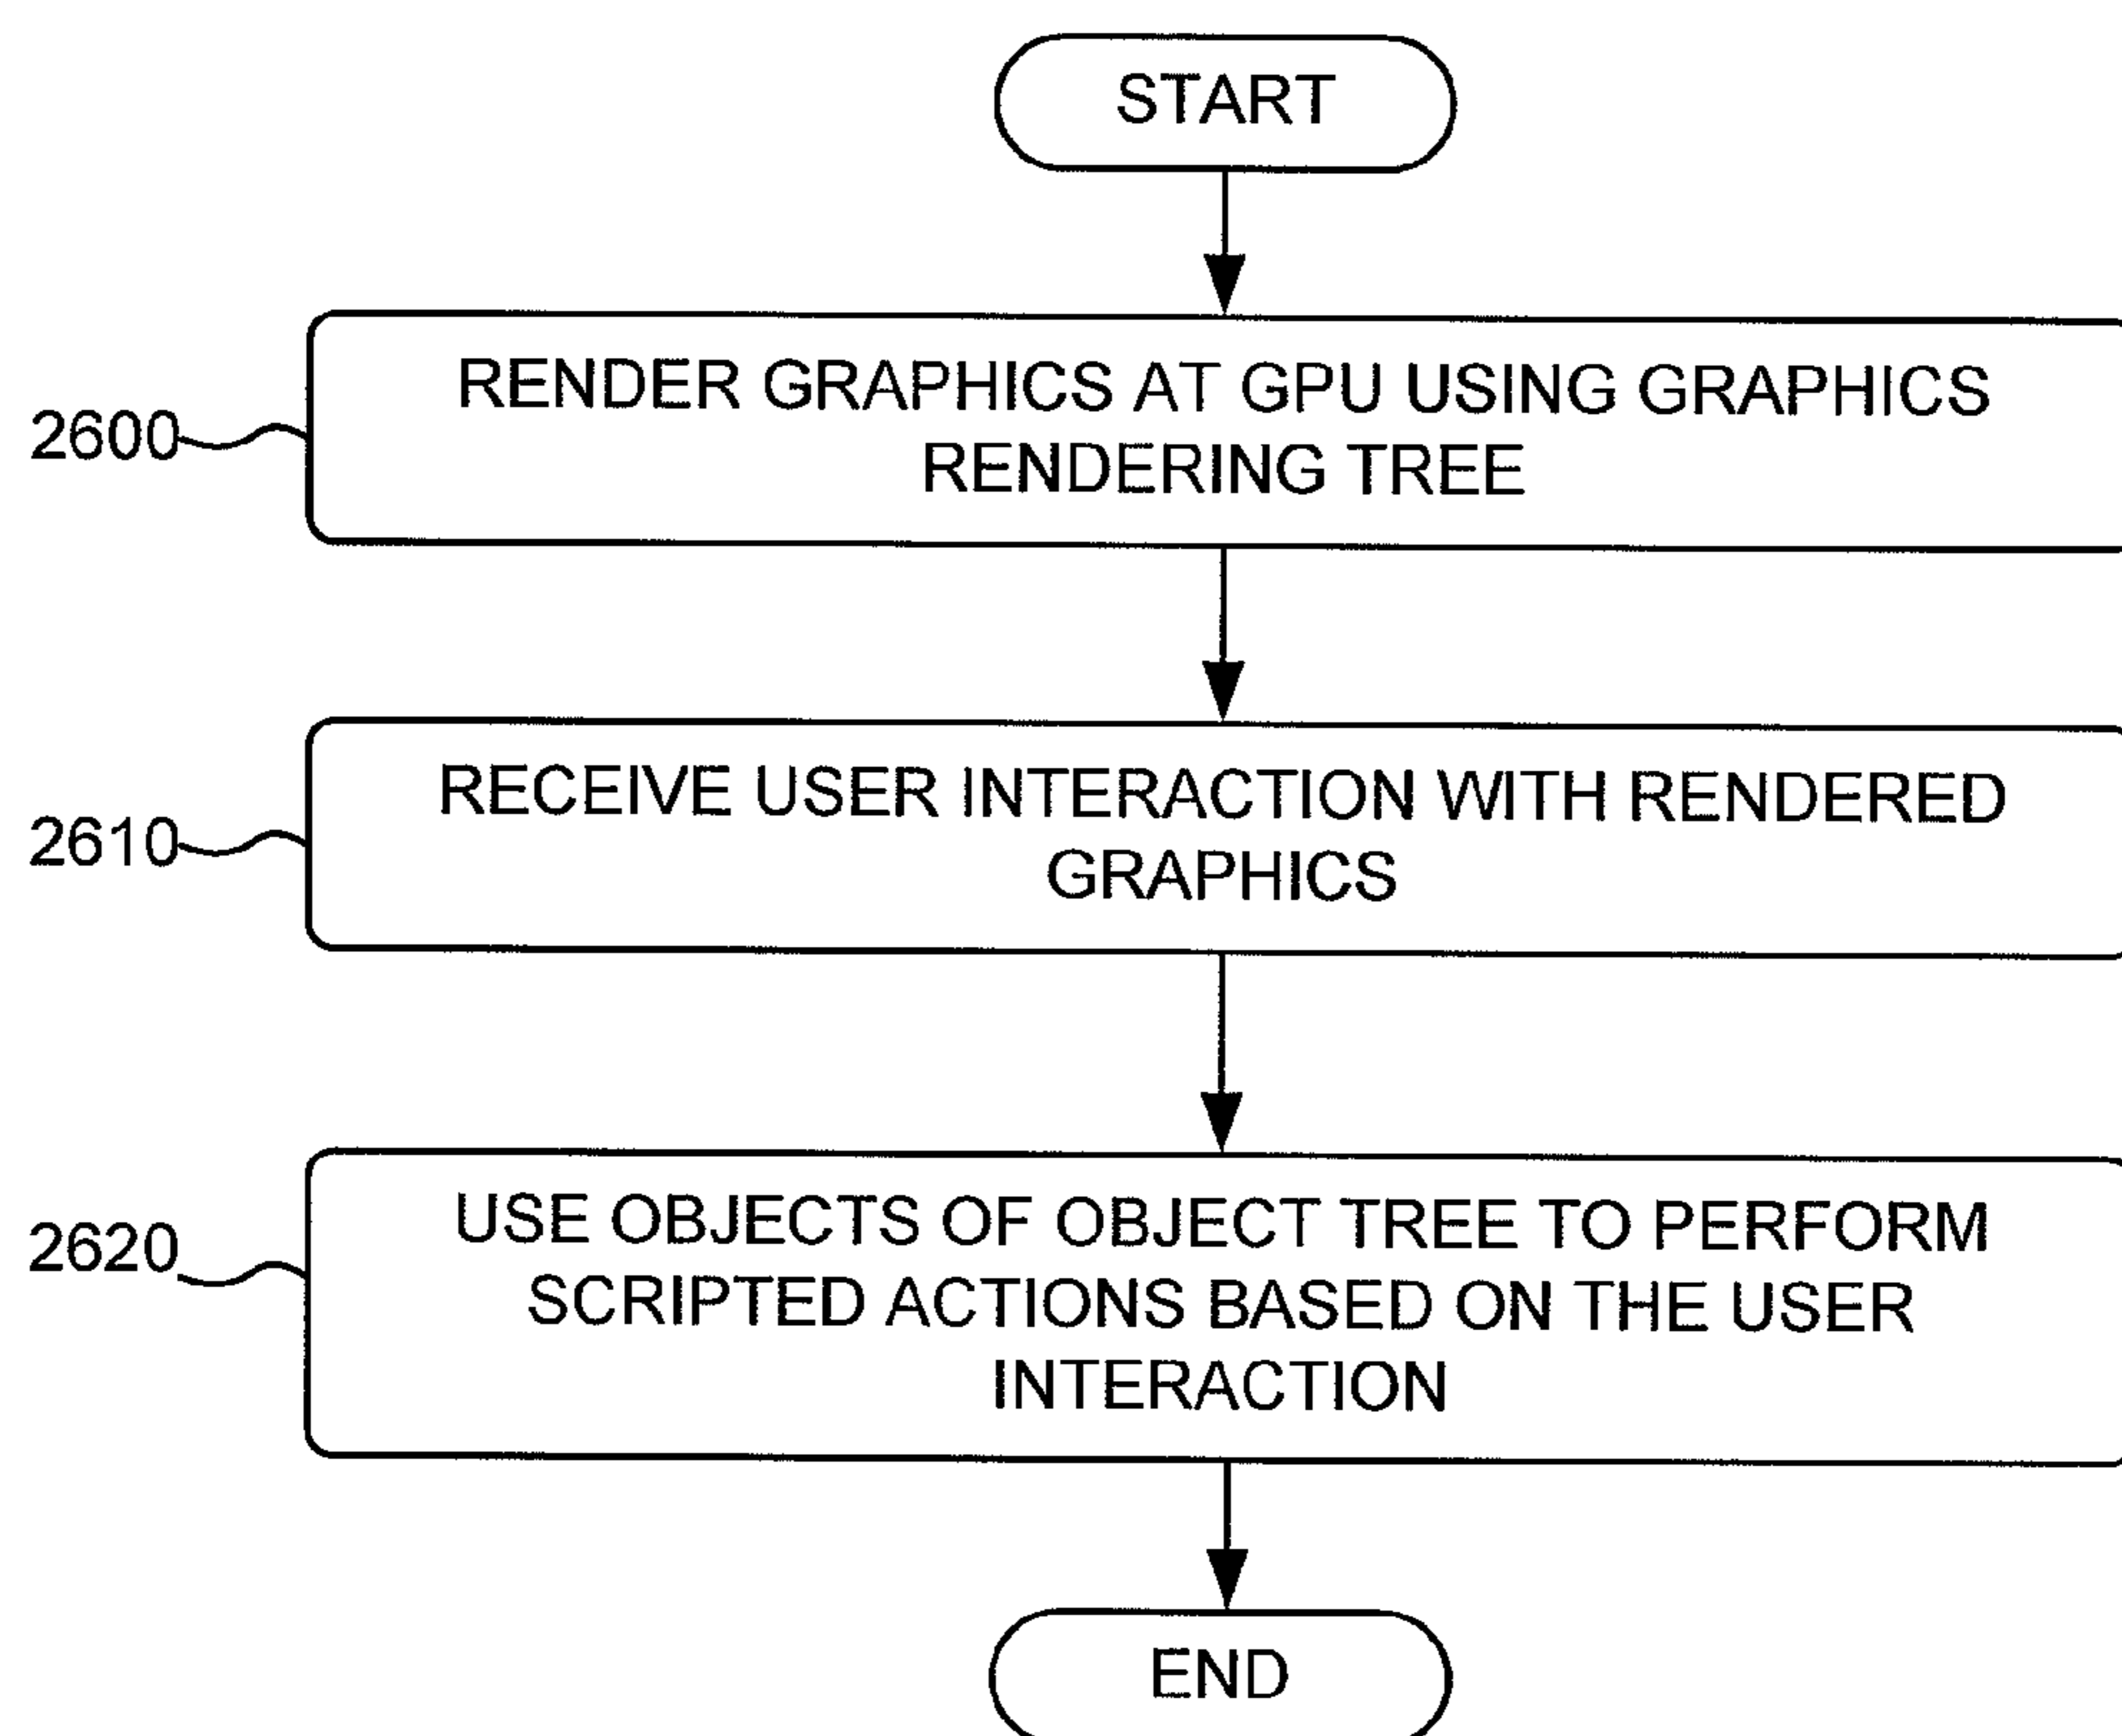 START
2600
RENDER GRAPHICS AT GPU USING GRAPHICS
RENDERING TREE
2610
RECEIVE USER INTERACTION WITH RENDERED
GRAPHICS
2620
USE OBJECTS OF OBJECT TREE TO PERFORM
SCRIPTED ACTIONS BASED ON THE USER
INTERACTION
END